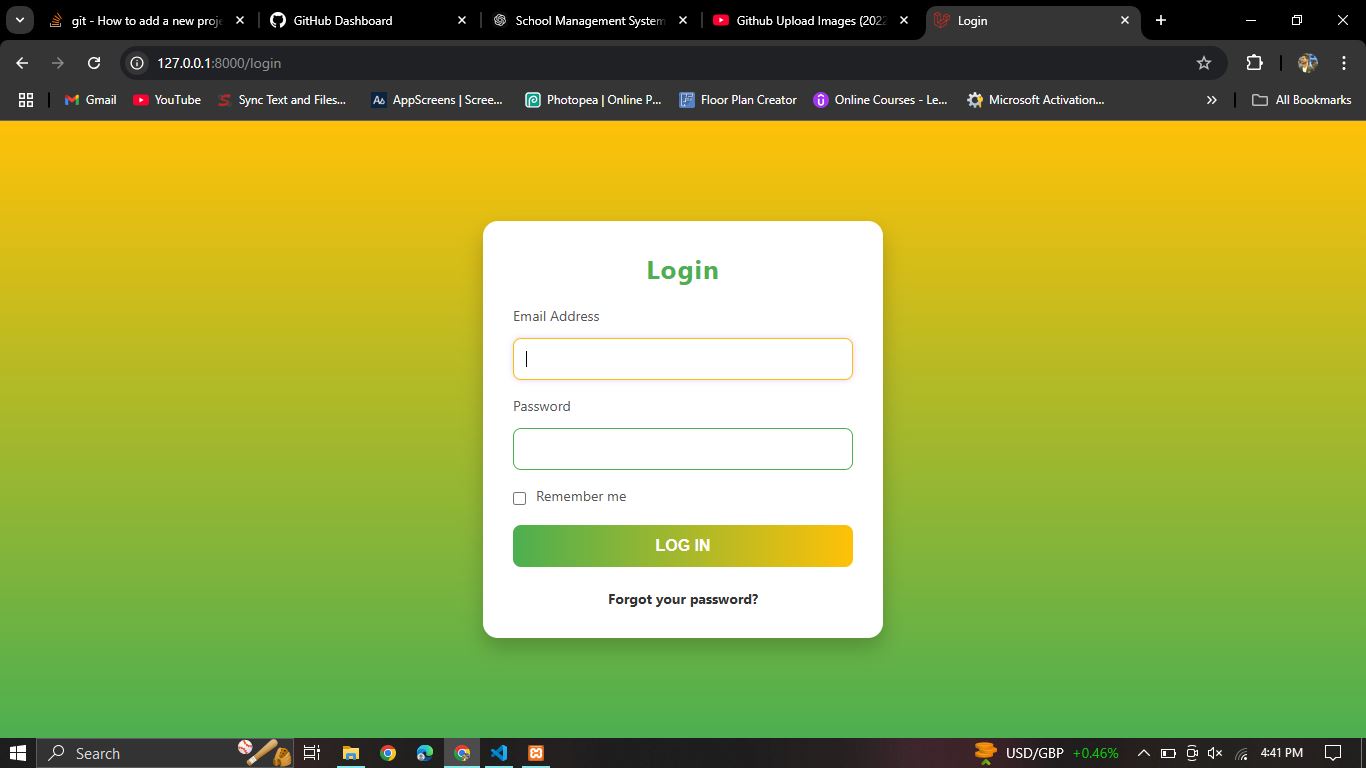 git - How to add a new proje
GitHub Dashboard
School Management System
Github Upload Images (2022
Login
127.0.0.1:8000/login
Gmail
YouTube
Sync Text and Files...
AppScreens | Scree...
Photopea | Online P...
Floor Plan Creator
Online Courses - Le...
Microsoft Activation...
All Bookmarks
Login
Email Address
Password
Remember me
LOG IN
Forgot your password?
Search
USD/GBP +0.46%
4:41 PM